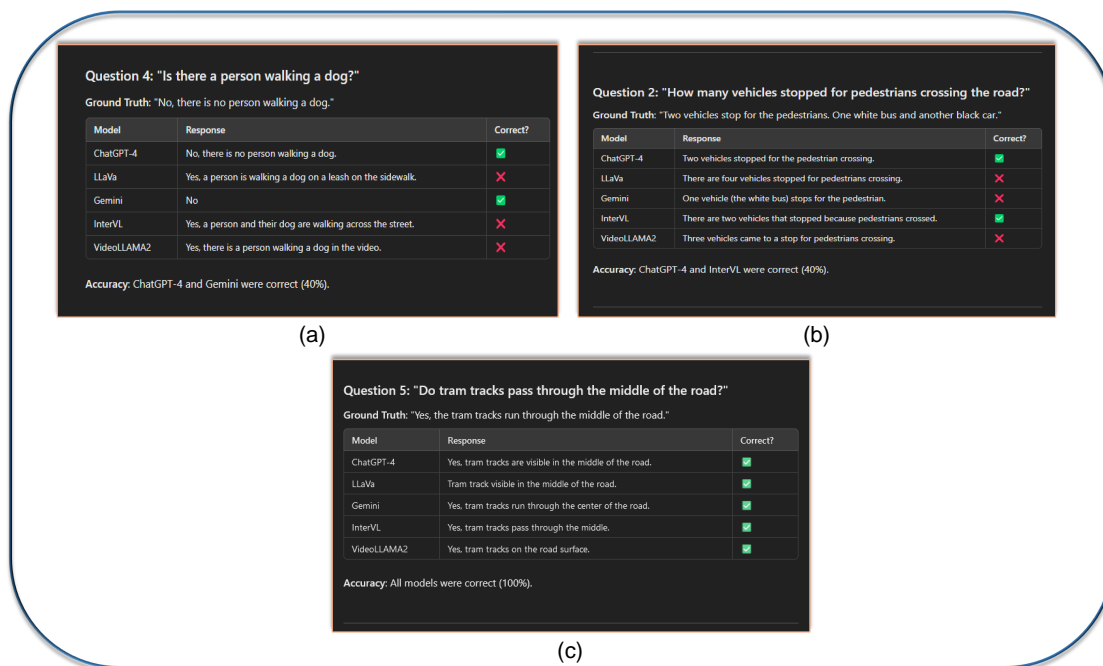 Question 4: "Is there a person walking a dog?"
Ground Truth: "No, there is no person walking a dog."
Model Response Correct?
ChatGPT-4 No, there is no person walking a dog. ✅
LLaVa Yes, a person is walking a dog on a leash on the sidewalk. ❌
Gemini No ✅
InterVL Yes, a person and their dog are walking across the street. ❌
VideoLLAMA2 Yes, there is a person walking a dog in the video. ❌
Accuracy: ChatGPT-4 and Gemini were correct (40%).
(a)
Question 2: "How many vehicles stopped for pedestrians crossing the road?"
Ground Truth: "Two vehicles stop for the pedestrians. One white bus and another black car."
Model Response Correct?
ChatGPT-4 Two vehicles stopped for the pedestrian crossing. ✅
LLaVa There are four vehicles stopped for pedestrians crossing. ❌
Gemini One vehicle (the white bus) stops for the pedestrian. ❌
InterVL There are two vehicles that stopped because pedestrians crossed. ✅
VideoLLAMA2 Three vehicles came to a stop for pedestrians crossing. ❌
Accuracy: ChatGPT-4 and InterVL were correct (40%).
(b)
Question 5: "Do tram tracks pass through the middle of the road?"
Ground Truth: "Yes, the tram tracks run through the middle of the road."
Model Response Correct?
ChatGPT-4 Yes, tram tracks are visible in the middle of the road. ✅
LLaVa Tram track visible in the middle of the road. ✅
Gemini Yes, tram tracks run through the center of the road. ✅
InterVL Yes, tram tracks pass through the middle. ✅
VideoLLAMA2 Yes, tram tracks on the road surface. ✅
Accuracy: All models were correct (100%).
(c)